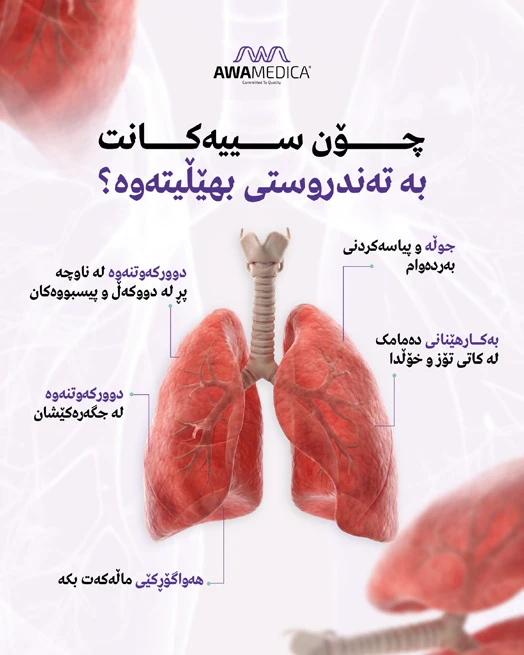 AWAMEDICA
Committed To Quality
چۆن سییەکانت
بە تەندروستی بهێڵیتەوە؟
جوڵە و پیاسەکردنی
بەردەوام
دوورکەوتنەوە لە ناوچە
پڕ لە دووکەڵ و پیسبووەکان
بەکارهێنانی دەمامک
لە کاتی تۆز و خۆڵدا
دوورکەوتنەوە
لە جگەرەکێشان
هەواگۆڕکێی ماڵەکەت بکە